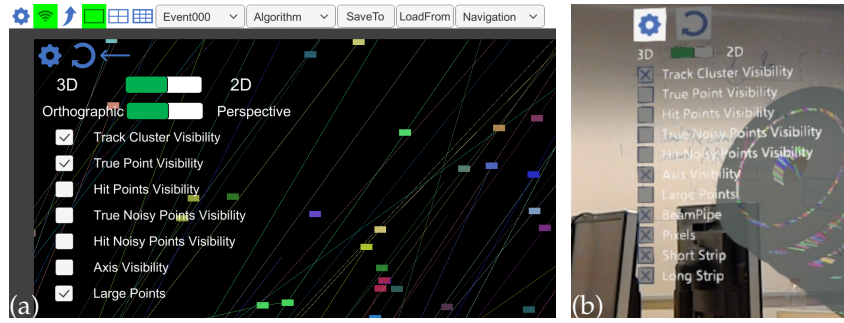 Event000 Algorithm SaveTo LoadFrom Navigation
3D 2D
Orthographic Perspective
Track Cluster Visibility
True Point Visibility
Hit Points Visibility
True Noisy Points Visibility
Hit Noisy Points Visibility
Axis Visibility
Large Points
(a)
3D 2D
Track Cluster Visibility
True Point Visibility
Hit Points Visibility
True Noisy Points Visibility
Hit Noisy Points Visibility
Axis Visibility
Large Points
BeamPipe
Pixels
Short Strip
Long Strip
(b)